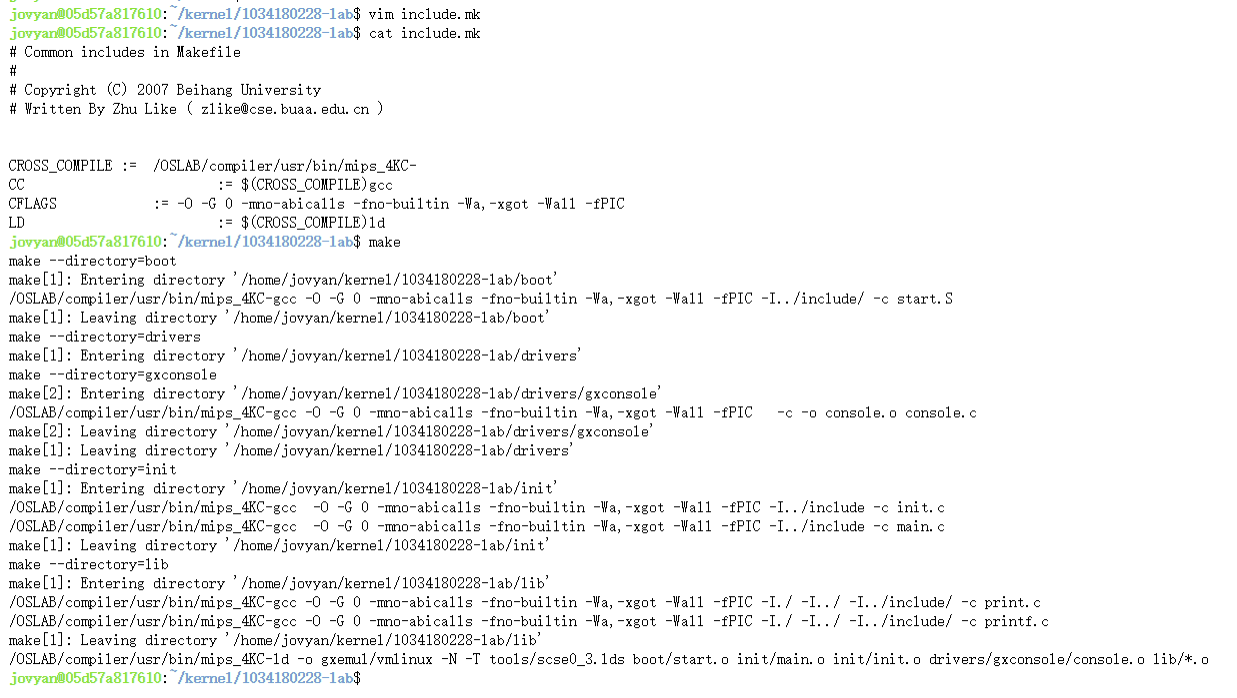 jovyan@05d57a817610:~/kernel/1034180228-lab$ vim include.mk
jovyan@05d57a817610:~/kernel/1034180228-lab$ cat include.mk
# Common includes in Makefile
#
# Copyright (C) 2007 Beihang University
# Written By Zhu Like ( zlike@cse.buaa.edu.cn )
CROSS_COMPILE :=  /OSLAB/compiler/usr/bin/mips_4KC-
CC                        := $(CROSS_COMPILE)gcc
CFLAGS            := -O -G 0 -mno-abicalls -fno-builtin -Wa,-xgot -Wall -fPIC
LD                        := $(CROSS_COMPILE)ld
jovyan@05d57a817610:~/kernel/1034180228-lab$ make
make --directory=boot
make[1]: Entering directory '/home/jovyan/kernel/1034180228-lab/boot'
/OSLAB/compiler/usr/bin/mips_4KC-gcc -O -G 0 -mno-abicalls -fno-builtin -Wa,-xgot -Wall -fPIC -I../include/ -c start.S
make[1]: Leaving directory '/home/jovyan/kernel/1034180228-lab/boot'
make --directory=drivers
make[1]: Entering directory '/home/jovyan/kernel/1034180228-lab/drivers'
make --directory=gxconsole
make[2]: Entering directory '/home/jovyan/kernel/1034180228-lab/drivers/gxconsole'
/OSLAB/compiler/usr/bin/mips_4KC-gcc -O -G 0 -mno-abicalls -fno-builtin -Wa,-xgot -Wall -fPIC   -c -o console.o console.c
make[2]: Leaving directory '/home/jovyan/kernel/1034180228-lab/drivers/gxconsole'
make[1]: Leaving directory '/home/jovyan/kernel/1034180228-lab/drivers'
make --directory=init
make[1]: Entering directory '/home/jovyan/kernel/1034180228-lab/init'
/OSLAB/compiler/usr/bin/mips_4KC-gcc  -O -G 0 -mno-abicalls -fno-builtin -Wa,-xgot -Wall -fPIC -I../include -c init.c
/OSLAB/compiler/usr/bin/mips_4KC-gcc  -O -G 0 -mno-abicalls -fno-builtin -Wa,-xgot -Wall -fPIC -I../include -c main.c
make[1]: Leaving directory '/home/jovyan/kernel/1034180228-lab/init'
make --directory=lib
make[1]: Entering directory '/home/jovyan/kernel/1034180228-lab/lib'
/OSLAB/compiler/usr/bin/mips_4KC-gcc -O -G 0 -mno-abicalls -fno-builtin -Wa,-xgot -Wall -fPIC -I./ -I../ -I../include/ -c print.c
/OSLAB/compiler/usr/bin/mips_4KC-gcc -O -G 0 -mno-abicalls -fno-builtin -Wa,-xgot -Wall -fPIC -I./ -I../ -I../include/ -c printf.c
make[1]: Leaving directory '/home/jovyan/kernel/1034180228-lab/lib'
/OSLAB/compiler/usr/bin/mips_4KC-ld -o gxemul/vmlinux -N -T tools/scse0_3.lds boot/start.o init/main.o init/init.o drivers/gxconsole/console.o lib/*.o
jovyan@05d57a817610:~/kernel/1034180228-lab$